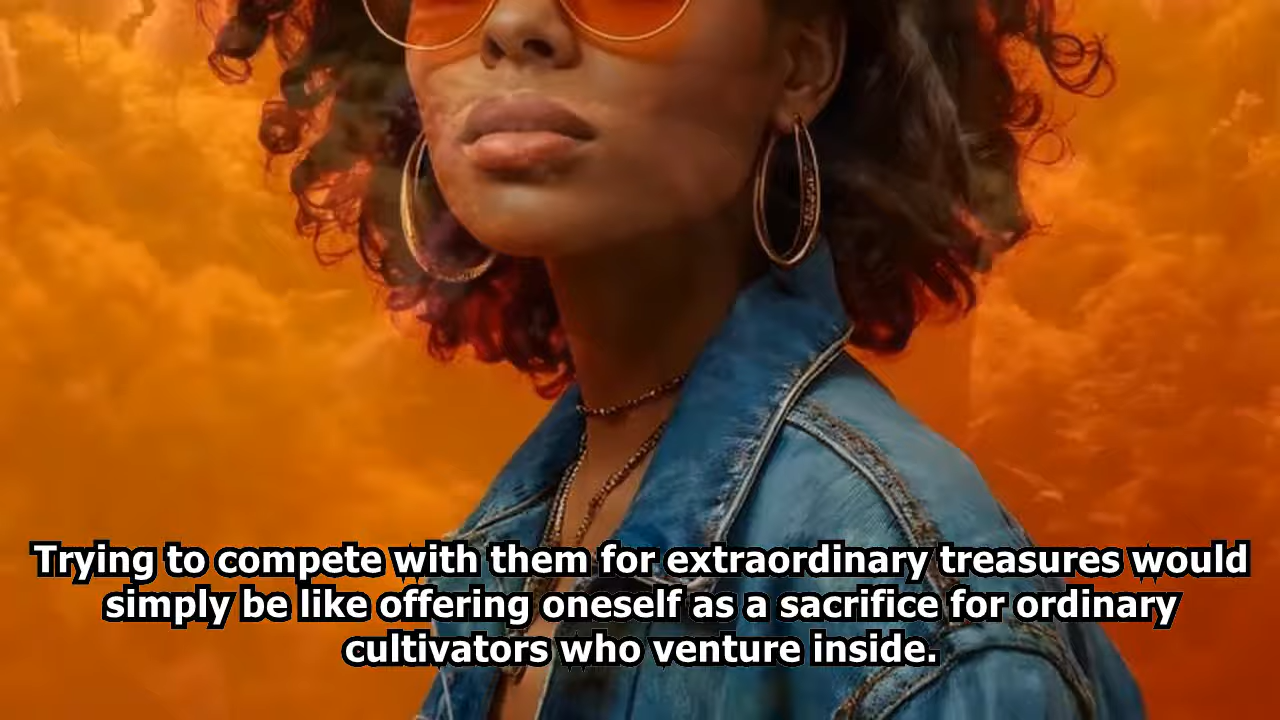 Trying to compete with them for extraordinary treasures would
simply be like offering oneself as a sacrifice for ordinary
cultivators who venture inside.